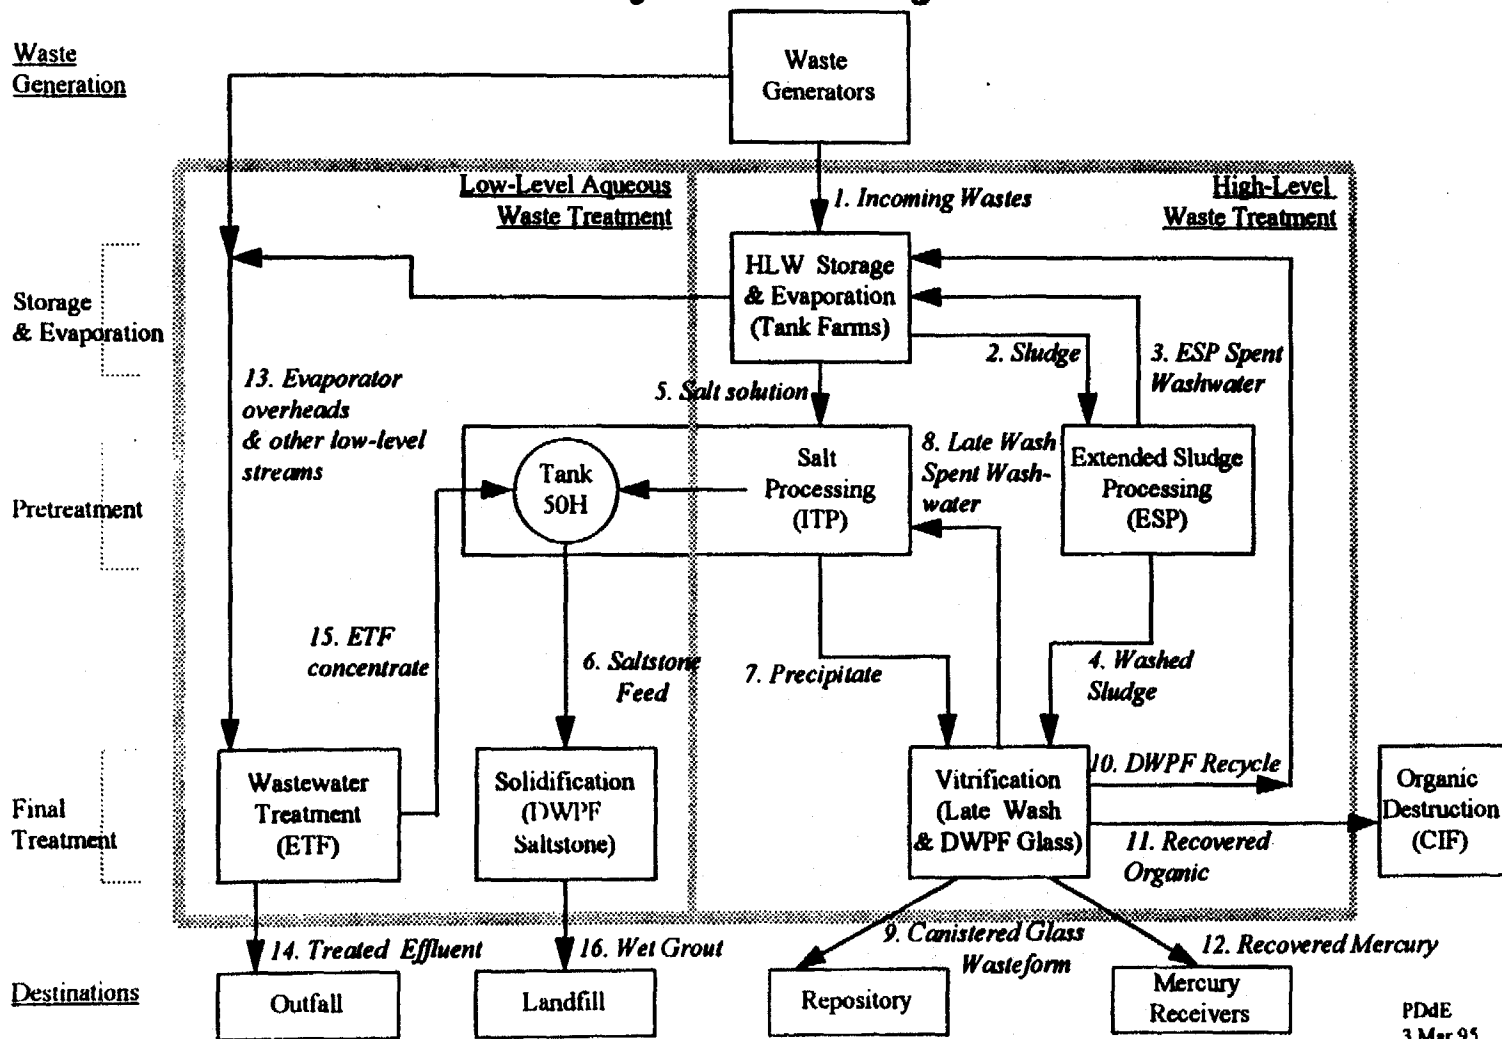 Waste
Generation
Waste
Generators
Low-Level Aqueous
Waste Treatment
High-Level
Waste Treatment
1. Incoming Wastes
Storage
& Evaporation
HLW Storage
& Evaporation
(Tank Farms)
2. Sludge
3. ESP Spent
Washwater
13. Evaporator
overheads
& other low-level
streams
5. Salt solution
Pretreatment
Tank
50H
Salt
Processing
(ITP)
8. Late Wash
Spent Wash-
water
Extended Sludge
Processing
(ESP)
15. ETF
concentrate
6. Saltstone
Feed
7. Precipitate
4. Washed
Sludge
Final
Treatment
Wastewater
Treatment
(ETF)
Solidification
(DWPF
Saltstone)
Vitrification
(Late Wash
& DWPF Glass)
10. DWPF Recycle
11. Recovered
Organic
Organic
Destruction
(CIF)
14. Treated Effluent
16. Wet Grout
9. Canistered Glass
Wasteform
12. Recovered Mercury
Destinations
Outfall
Landfill
Repository
Mercury
Receivers
PDdE
3 Mar 95